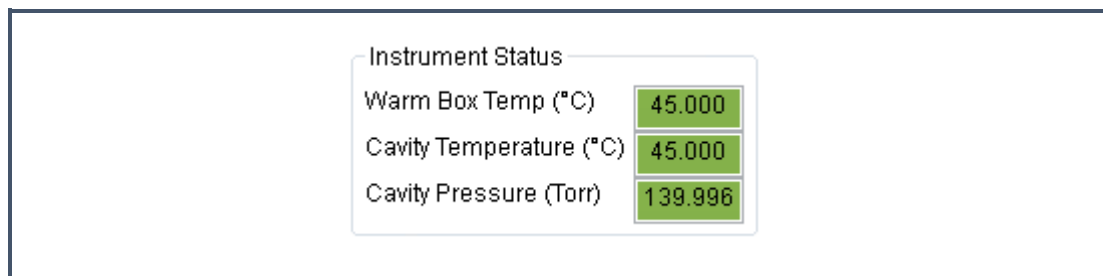 Instrument Status
Warm Box Temp (°C) 45.000
Cavity Temperature (°C) 45.000
Cavity Pressure (Torr) 139.996